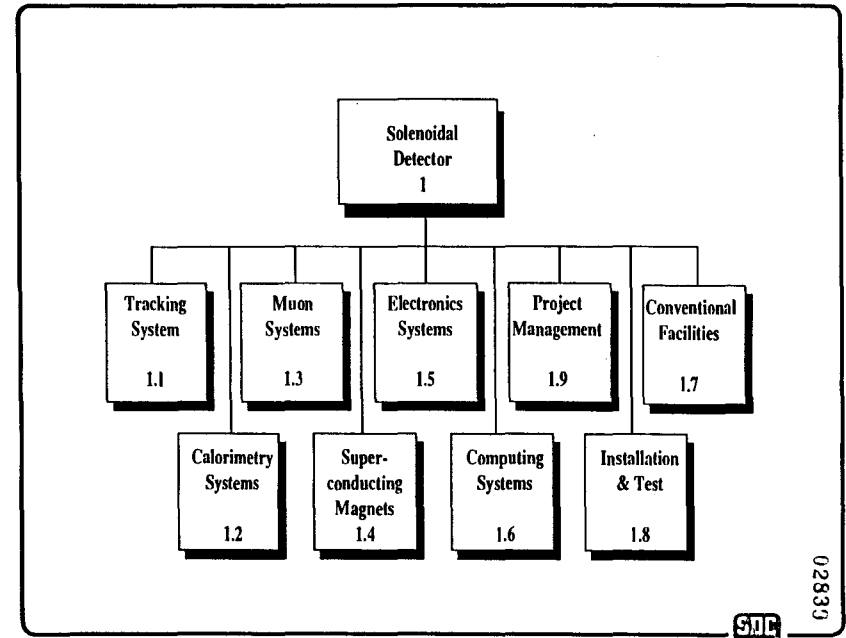 Solenoidal
Detector
1
Tracking
System
1.1
Muon
Systems
1.3
Electronics
Systems
1.5
Project
Management
1.9
Conventional
Facilities
1.7
Calorimetry
Systems
1.2
Super-
conducting
Magnets
1.4
Computing
Systems
1.6
Installation
& Test
1.8
02830
SDC